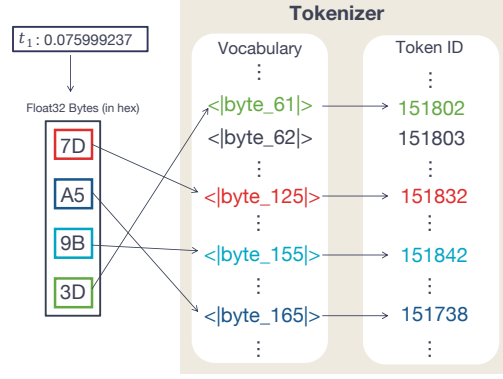 Tokenizer
t₁ : 0.075999237
Vocabulary
Token ID
Float32 Bytes (in hex)
<|byte_61|>
151802
<|byte_62|>
151803
7D
<|byte_125|>
151832
A5
9B
<|byte_155|>
151842
3D
<|byte_165|>
151738